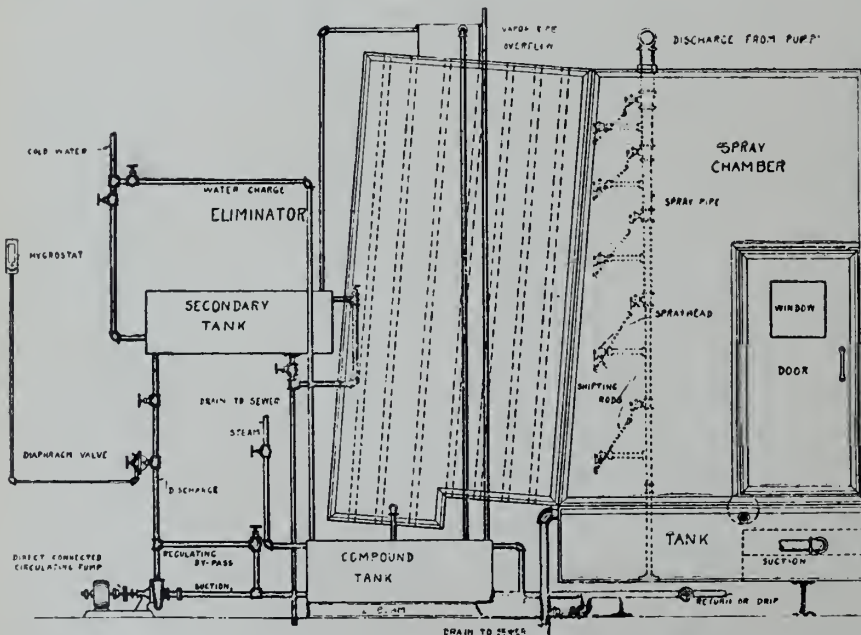 VAPOR PIPE
OVERFLOW
DISCHARGE FROM PUMP
COLD WATER
WATER CHARGE
ELIMINATOR
SPRAY
CHAMBER
SPRAY PIPE
HYGROSTAT
SECONDARY
TANK
SPRAYHEAD
WINDOW
DOOR
SHIFTING
RODS
DRAIN TO SEWER
STEAM
DIAPHRAGM VALVE
DISCHARGE
TANK
DIRECT CONNECTED
CIRCULATING PUMP
REGULATING
BY-PASS
COMPOUND
TANK
SUCTION
SUCTION
RETURN OR DRIP
DRAIN TO SEWER